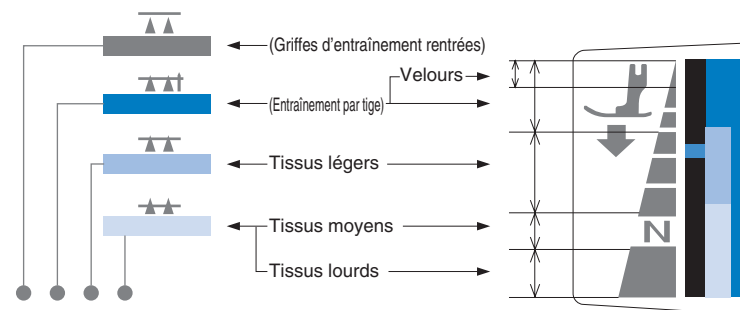 (Griffes d'entraînement rentrées)
Velours
(Entraînement par tige)
Tissus légers
Tissus moyens
N
Tissus lourds